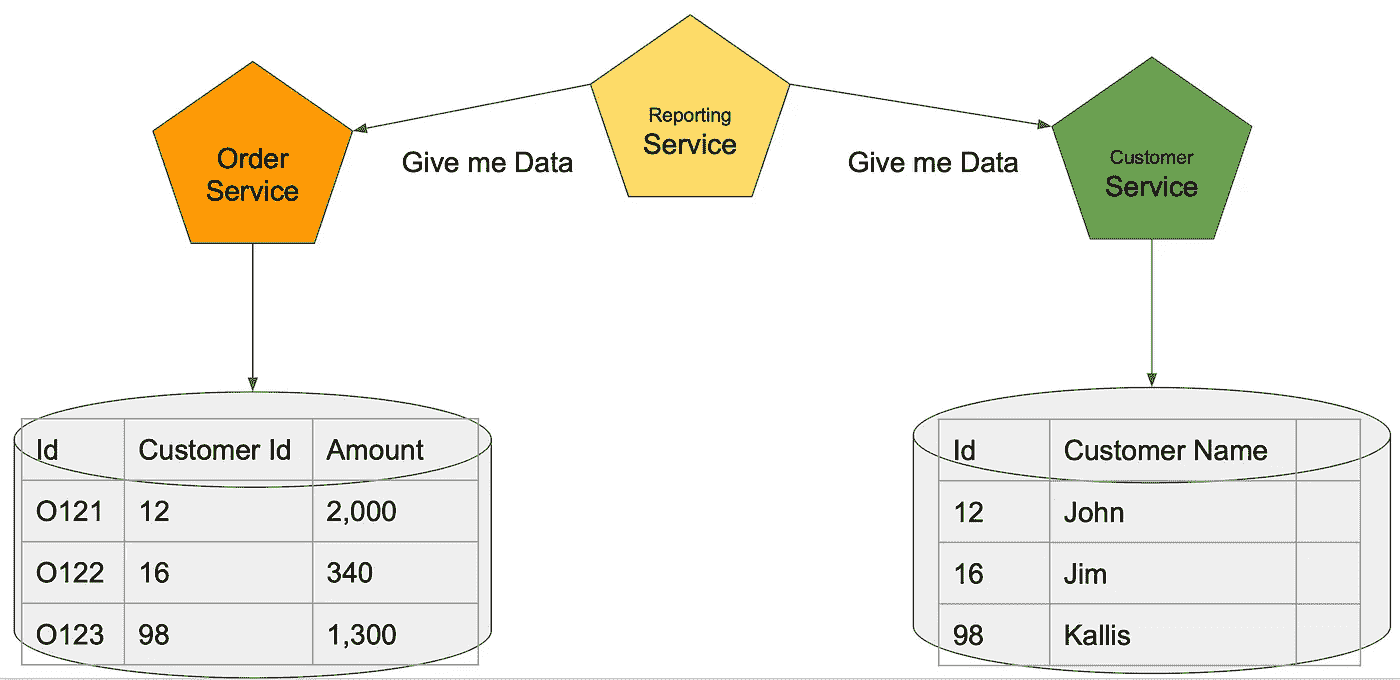 Reporting
Service
Order
Service
Give me Data
Give me Data
Customer
Service
Id Customer Id Amount
O121 12 2,000
O122 16 340
O123 98 1,300
Id Customer Name
12 John
16 Jim
98 Kallis